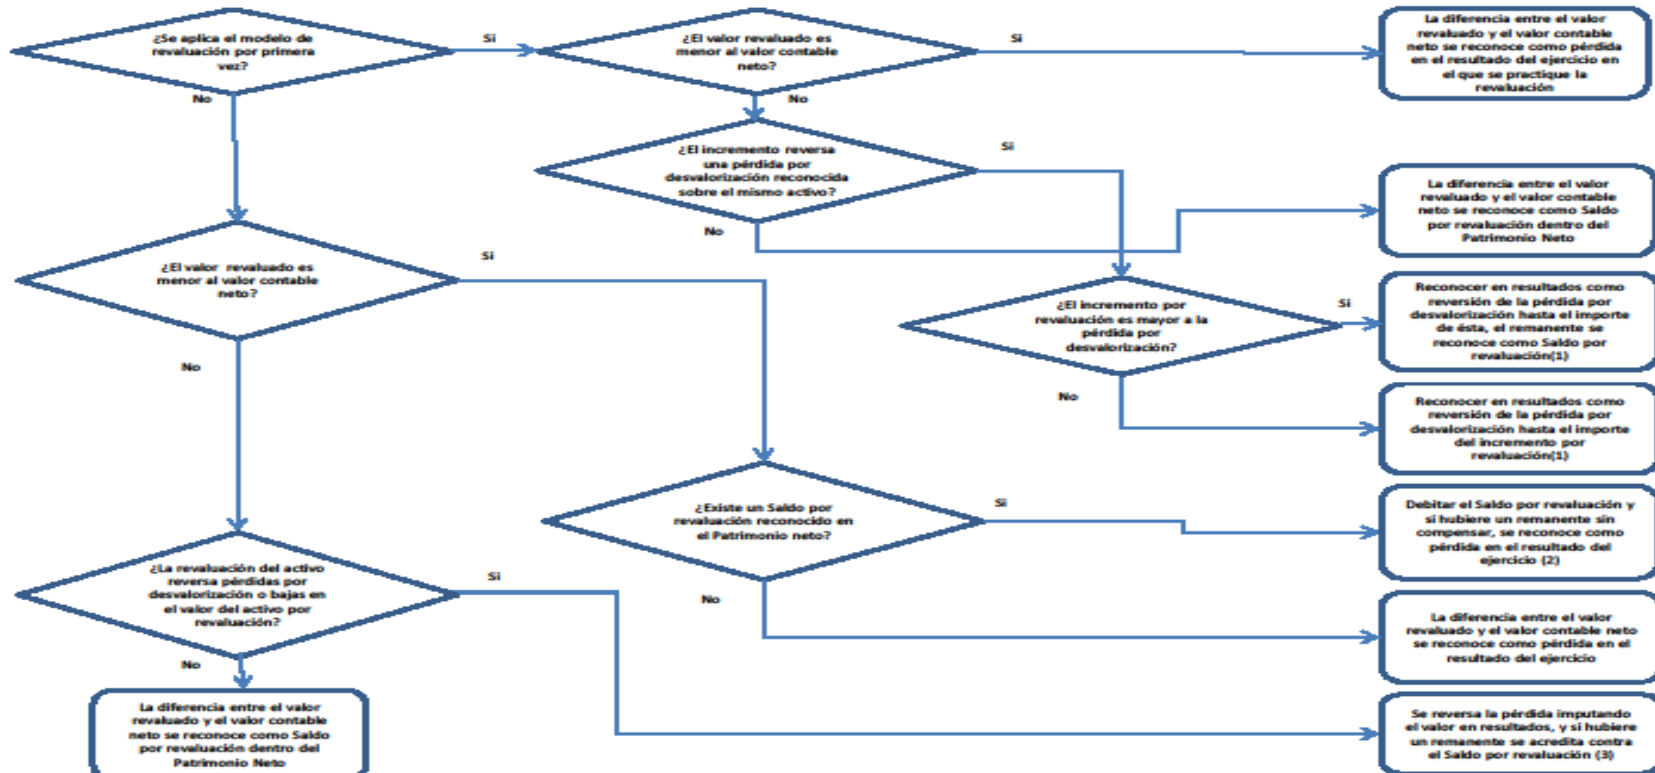 ¿Se aplica el modelo de
revaluación por primera
vez?
Si
¿El valor revaluado es
menor al valor contable
neto?
Si
La diferencia entre el valor
revaluado y el valor contable
neto se reconoce como pérdida
en el resultado del ejercicio en
el que se practique la
revaluación
No
No
¿El incremento reversa
una pérdida por
desvalorización reconocida
sobre el mismo activo?
Si
No
La diferencia entre el valor
revaluado y el valor contable
neto se reconoce como Saldo
por revaluación dentro del
Patrimonio Neto
¿El valor revaluado es
menor al valor contable
neto?
Si
No
¿El incremento por
revaluación es mayor a la
pérdida por
desvalorización?
Si
Reconocer en resultados como
reversión de la pérdida por
desvalorización hasta el importe
de ésta, el remanente se
reconoce como Saldo por
revaluación(1)
No
Reconocer en resultados como
reversión de la pérdida por
desvalorización hasta el importe
del incremento por
revaluación(1)
¿Existe un Saldo por
revaluación reconocido en
el Patrimonio neto?
Si
Debitar el Saldo por revaluación y
si hubiere un remanente sin
compensar, se reconoce como
pérdida en el resultado del
ejercicio (2)
No
La diferencia entre el valor
revaluado y el valor contable neto
se reconoce como pérdida en el
resultado del ejercicio
¿La revaluación del activo
reversa pérdidas por
desvalorización o bajas en
el valor del activo por
revaluación?
Si
Se reversa la pérdida imputando
el valor en resultados, y si hubiere
un remanente se acredita contra
el Saldo por revaluación (3)
No
La diferencia entre el valor
revaluado y el valor contable
neto se reconoce como Saldo
por revaluación dentro del
Patrimonio Neto